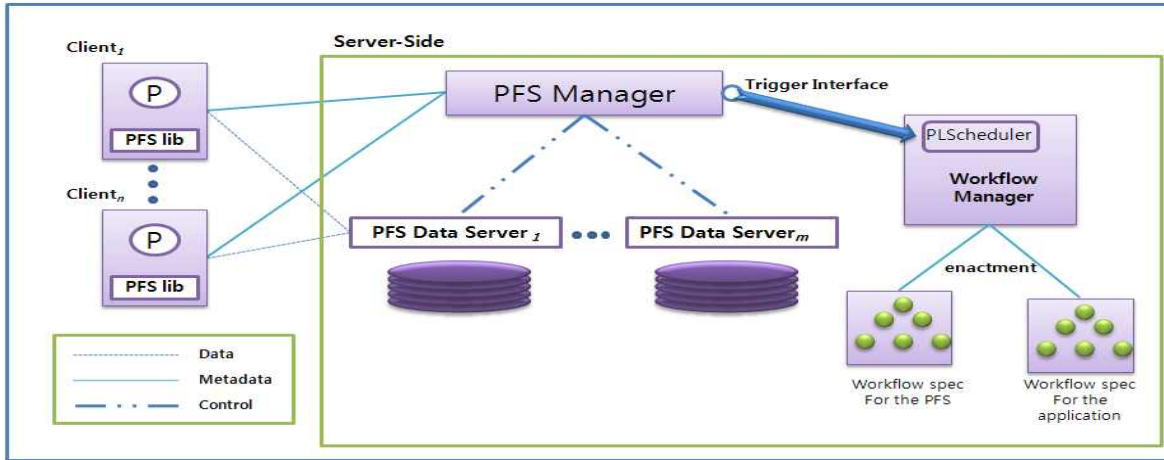 Server-Side
Client1
P
PFS lib
Clientn
P
PFS lib
PFS Manager
Trigger Interface
PLScheduler
Workflow
Manager
PFS Data Server 1
PFS Data Serverm
enactment
Workflow spec
For the PFS
Workflow spec
For the
application
Data
Metadata
Control